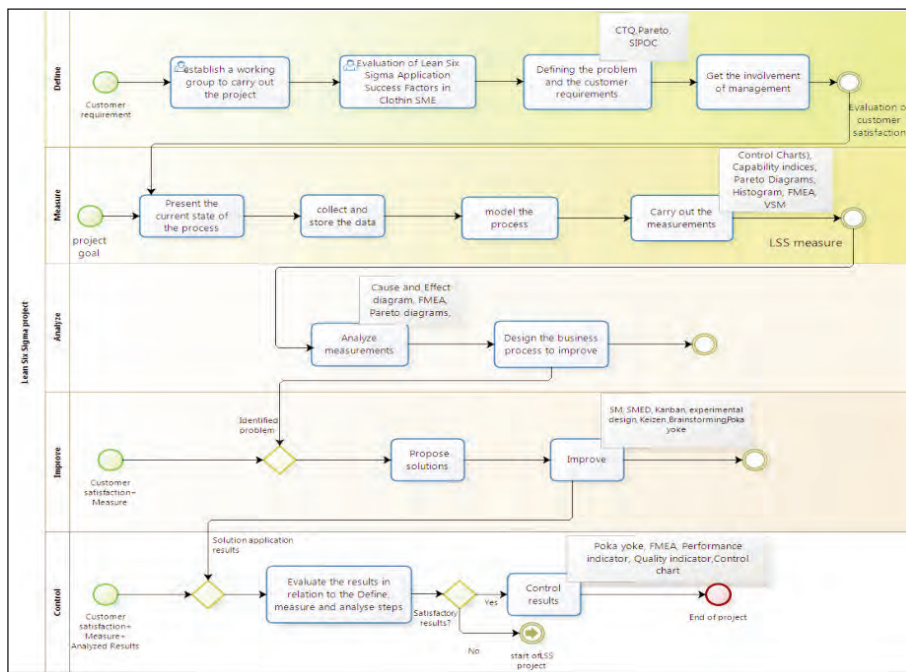 Lean Six Sigma project
Define
Customer
requirement
establish a working
group to carry out
the project
Evaluation of Lean Six
Sigma Application
Success Factors in
Clothin SME
CTQ,Pareto,
SIPOC
Defining the problem
and the customer
requirements
Get the involvement
of management
Evaluation o
customer
satisfaction
Measure
project
goal
Present the
current state of
the process
collect and
store the data
model the
process
Carry out the
measurements
Control Charts),
Capability indices,
Pareto Diagrams,
Histogram, FMEA,
VSM
LSS measure
Analyze
Cause and Effect
diagram, FMEA,
Pareto diagrams,
Analyze
measurements
Design the business
process to improve
Improve
Identified
problem
Customer
satisfaction+
Measure
Propose
solutions
Improve
SM, SMED, Kanban, experimental
design, Keizen,Brainstorming,Poka
yoke
Control
Solution application
results
Customer
satisfaction+
Measure+
Analyzed Results
Evaluate the results in
relation to the Define,
measure and analyse steps
Satisfactory
results?
Yes
No
Control
results
Poka yoke, FMEA, Performance
indicator, Quality indicator,Control
chart
End of project
start ofLSS
project